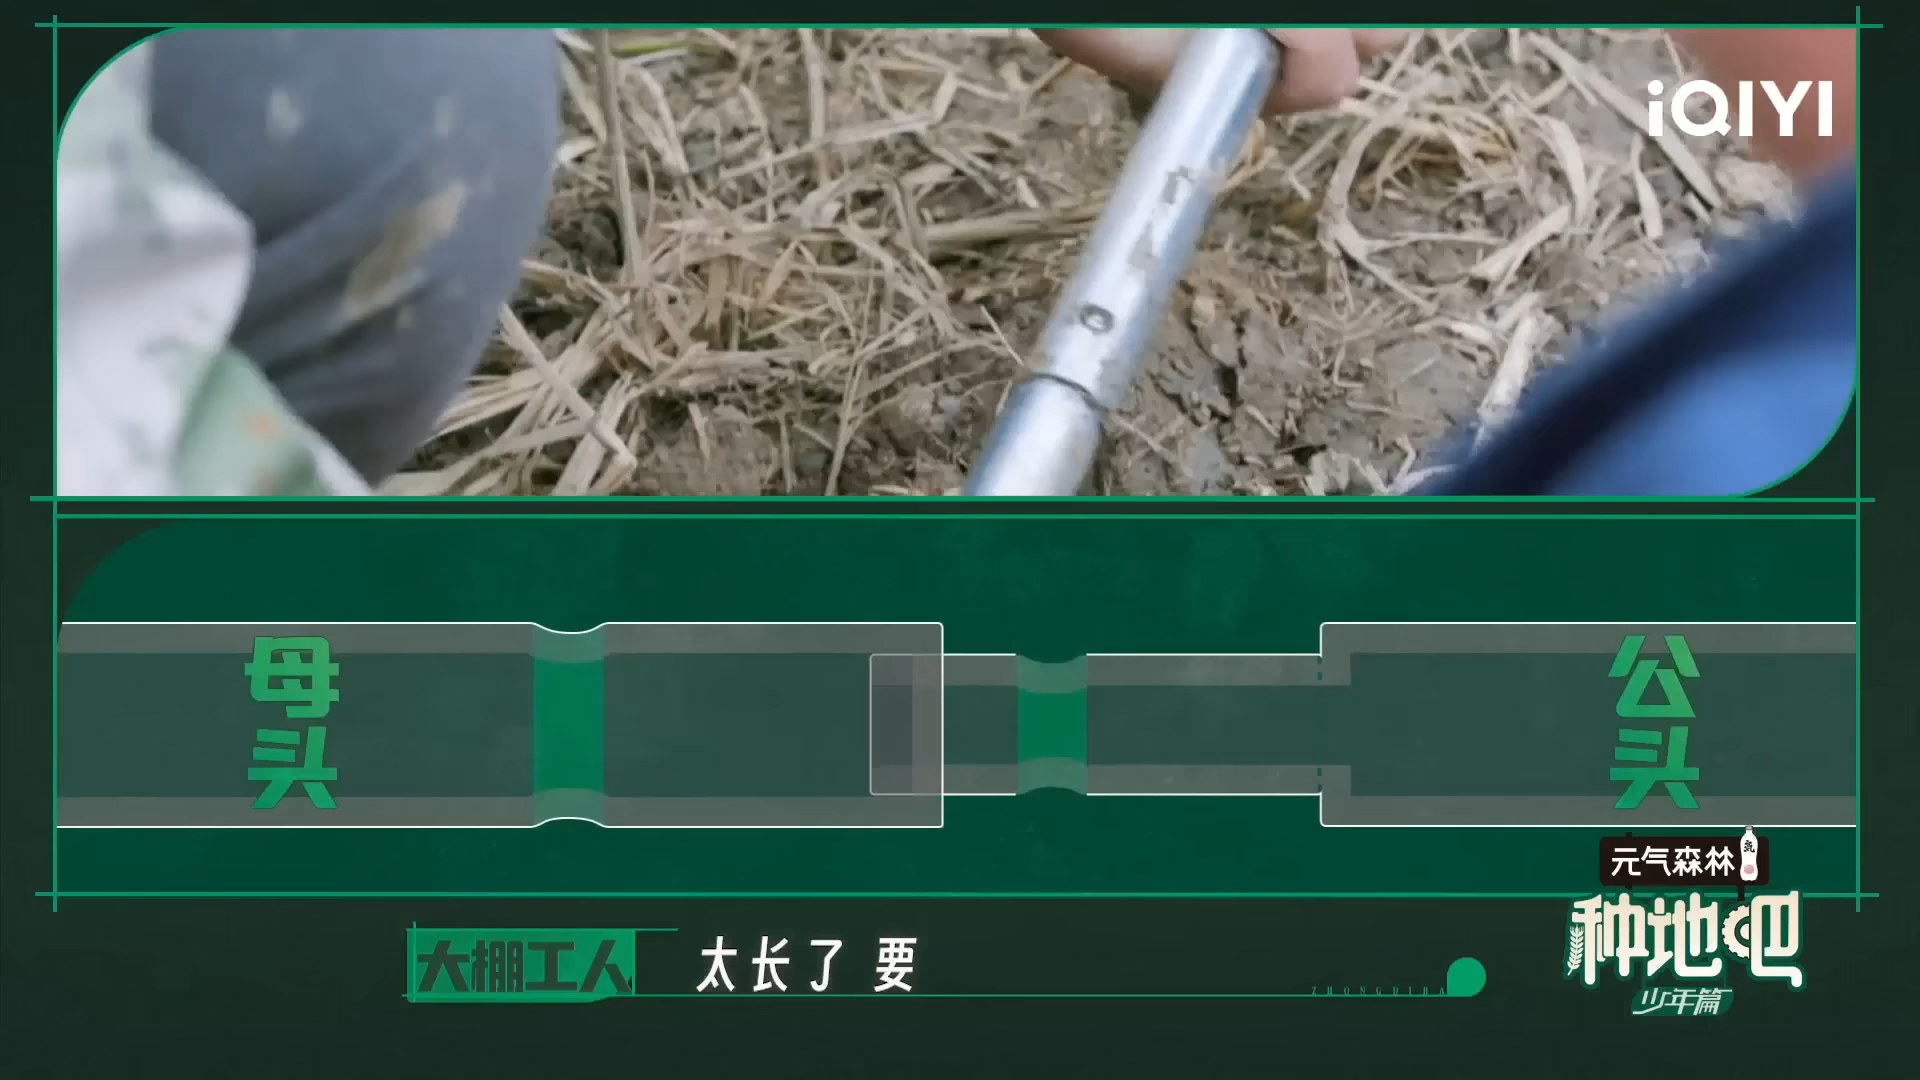 iQIYI
母头
公头
元气森林
种地吧
少年篇
大棚工人
太长了 要